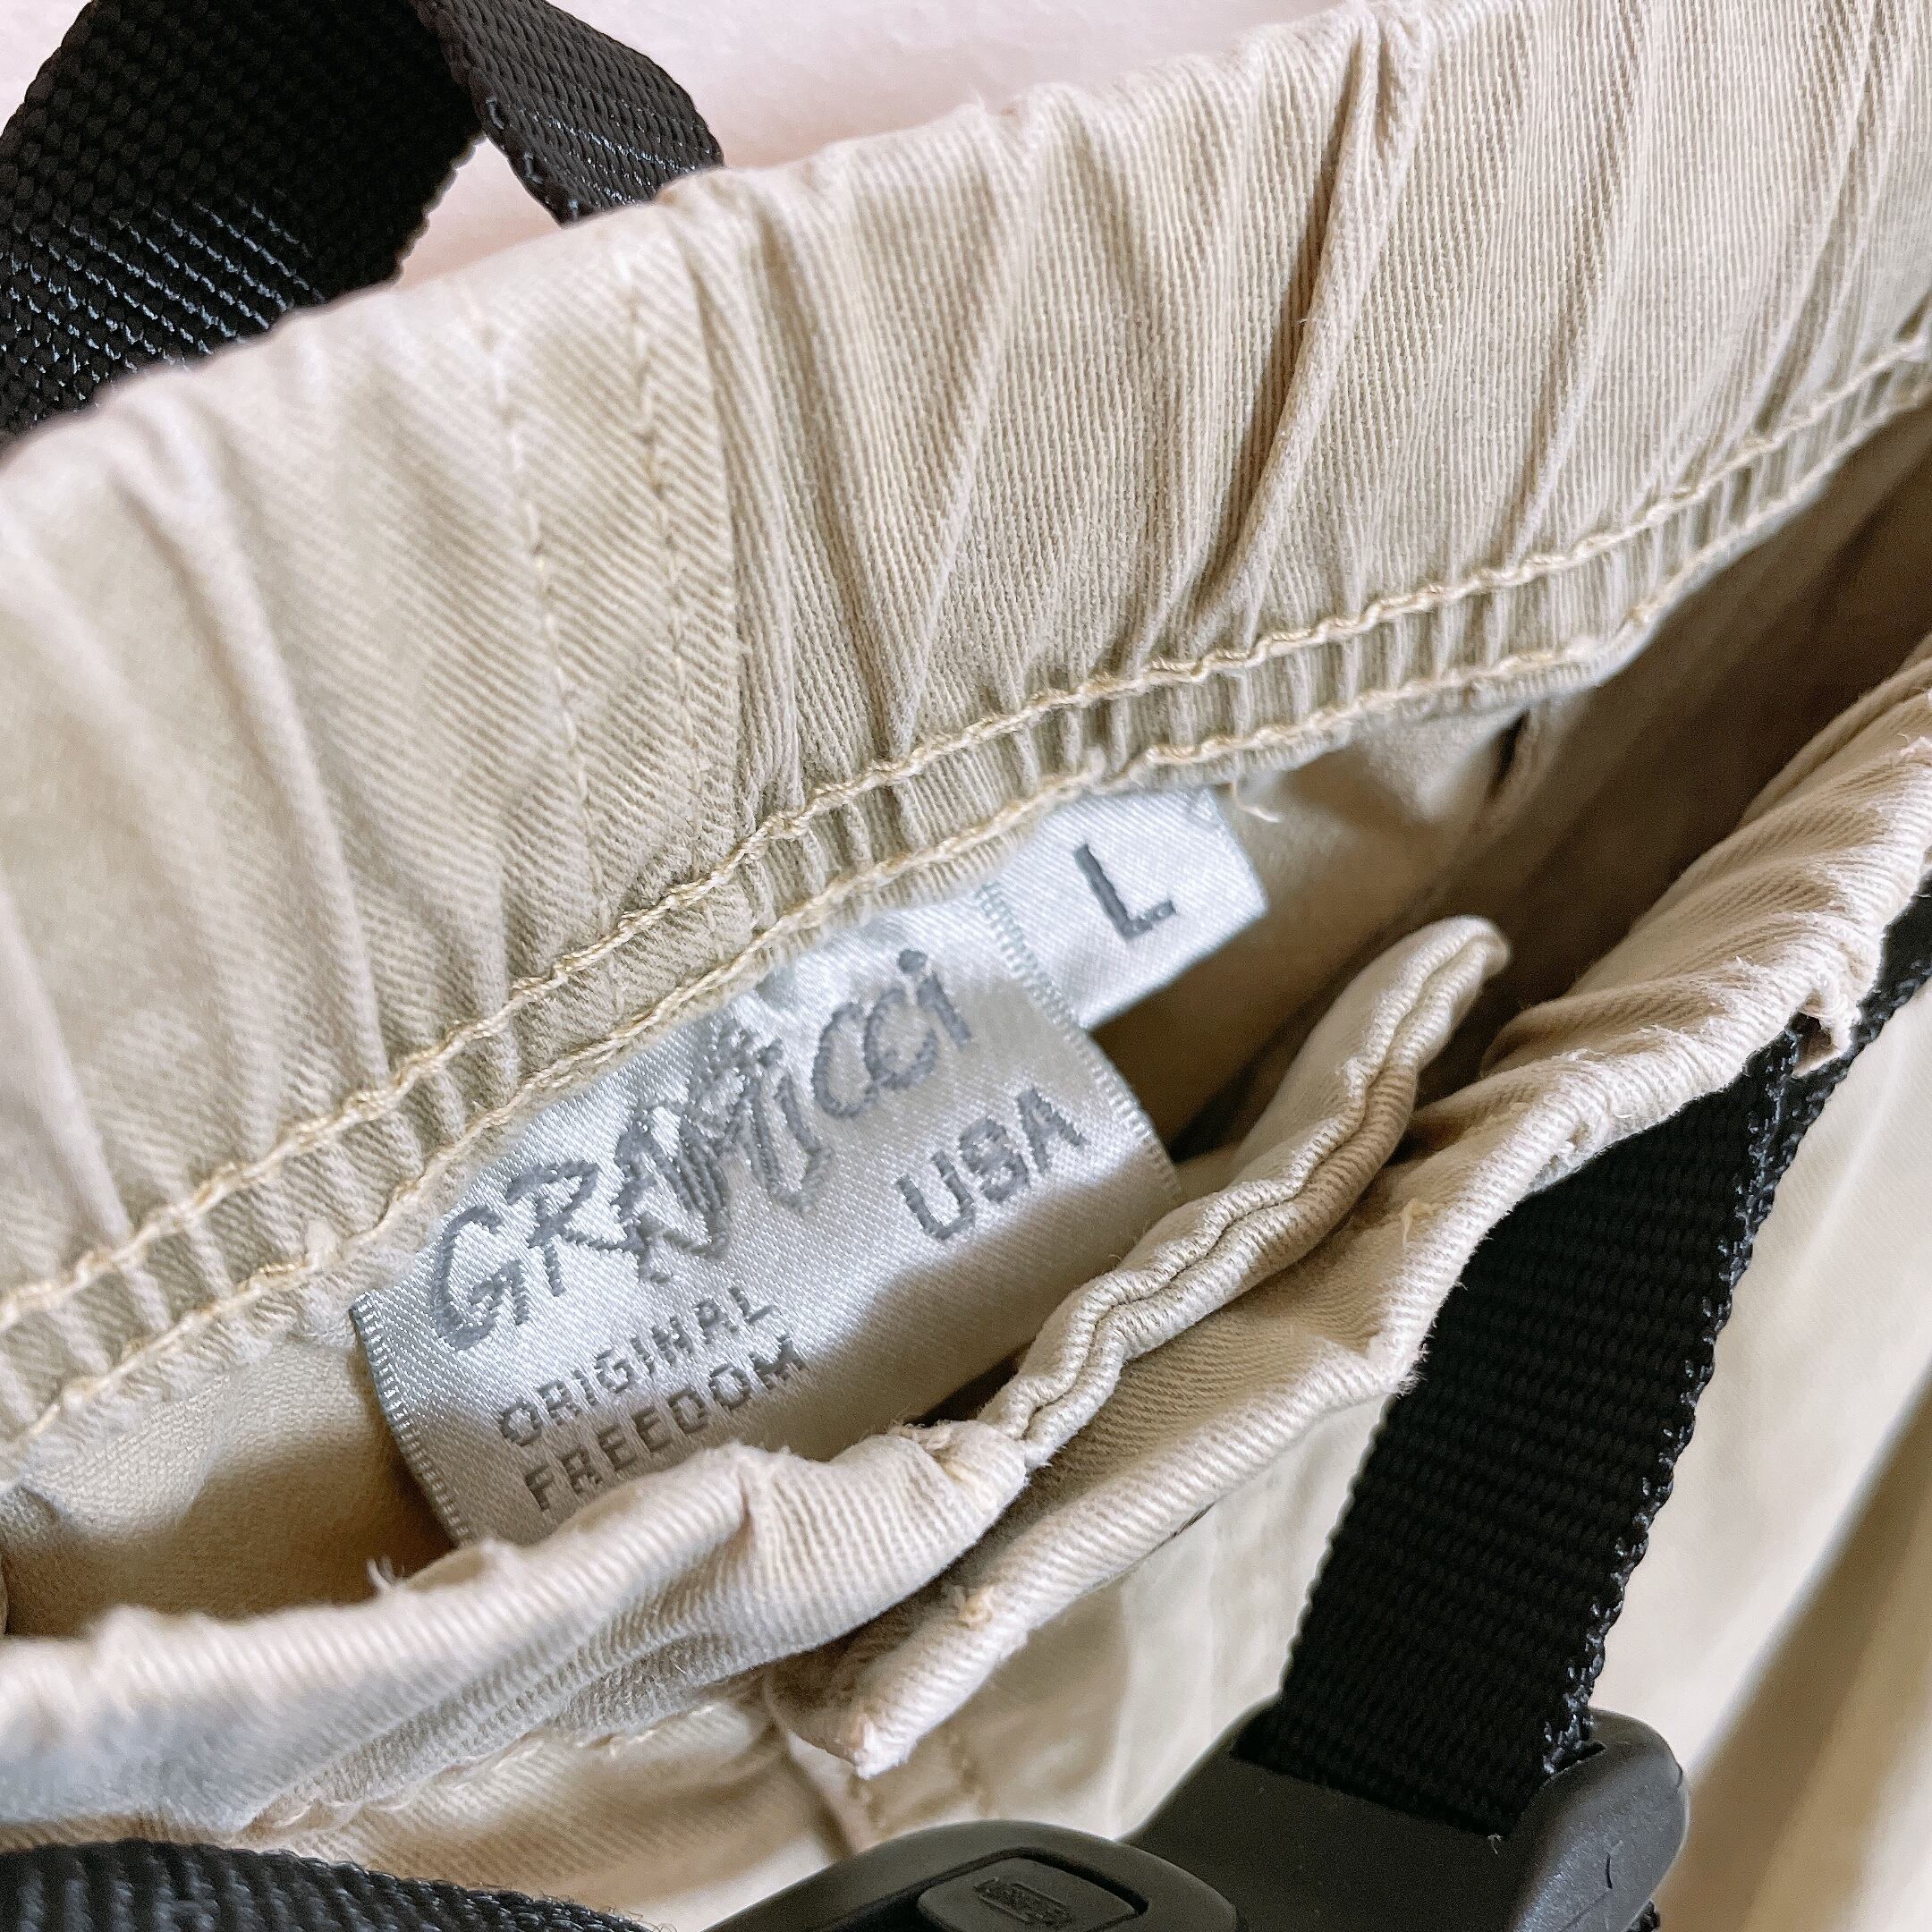 L
GRAMiCCi
USA
ORIGINAL
FREEDOM